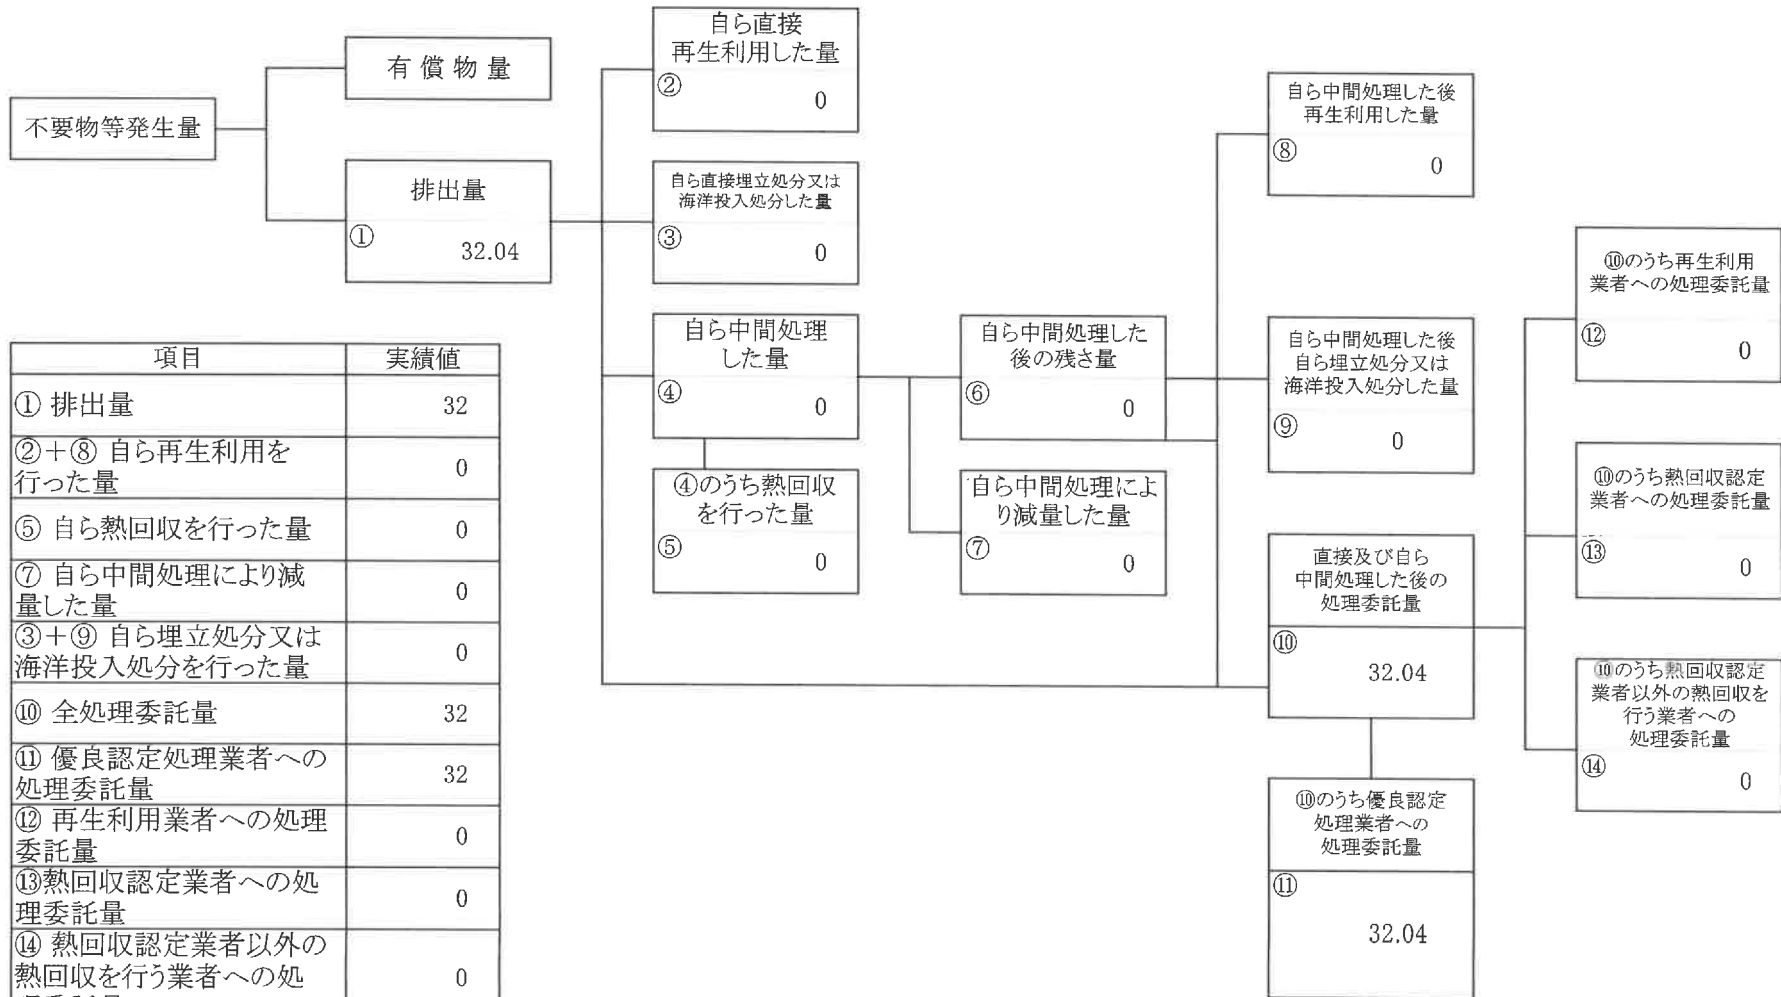 不要物等発生量
有償物量
排出量
①
32.04
自ら直接
再生利用した量
②
0
自ら直接埋立処分又は
海洋投入処分した量
③
0
自ら中間処理
した量
④
0
④のうち熱回収
を行った量
⑤
0
自ら中間処理した
後の残さ量
⑥
0
自ら中間処理によ
り減量した量
⑦
0
自ら中間処理した後
再生利用した量
⑧
0
自ら中間処理した後
自ら埋立処分又は
海洋投入処分した量
⑨
0
直接及び自ら
中間処理した後の
処理委託量
⑩
32.04
⑩のうち優良認定
処理業者への
処理委託量
⑪
32.04
⑩のうち再生利用
業者への処理委託量
⑫
0
⑩のうち熱回収認定
業者への処理委託量
⑬
0
⑩のうち熱回収認定
業者以外の熱回収を
行う業者への
処理委託量
⑭
0
項目 実績値
① 排出量 32
②+⑧ 自ら再生利用を
行った量 0
⑤ 自ら熱回収を行った量 0
⑦ 自ら中間処理により減
量した量 0
③+⑨ 自ら埋立処分又は
海洋投入処分を行った量 0
⑩ 全処理委託量 32
⑪ 優良認定処理業者への
処理委託量 32
⑫ 再生利用業者への処理
委託量 0
⑬熱回収認定業者への処
理委託量 0
⑭ 熱回収認定業者以外の
熱回収を行う業者への処 0